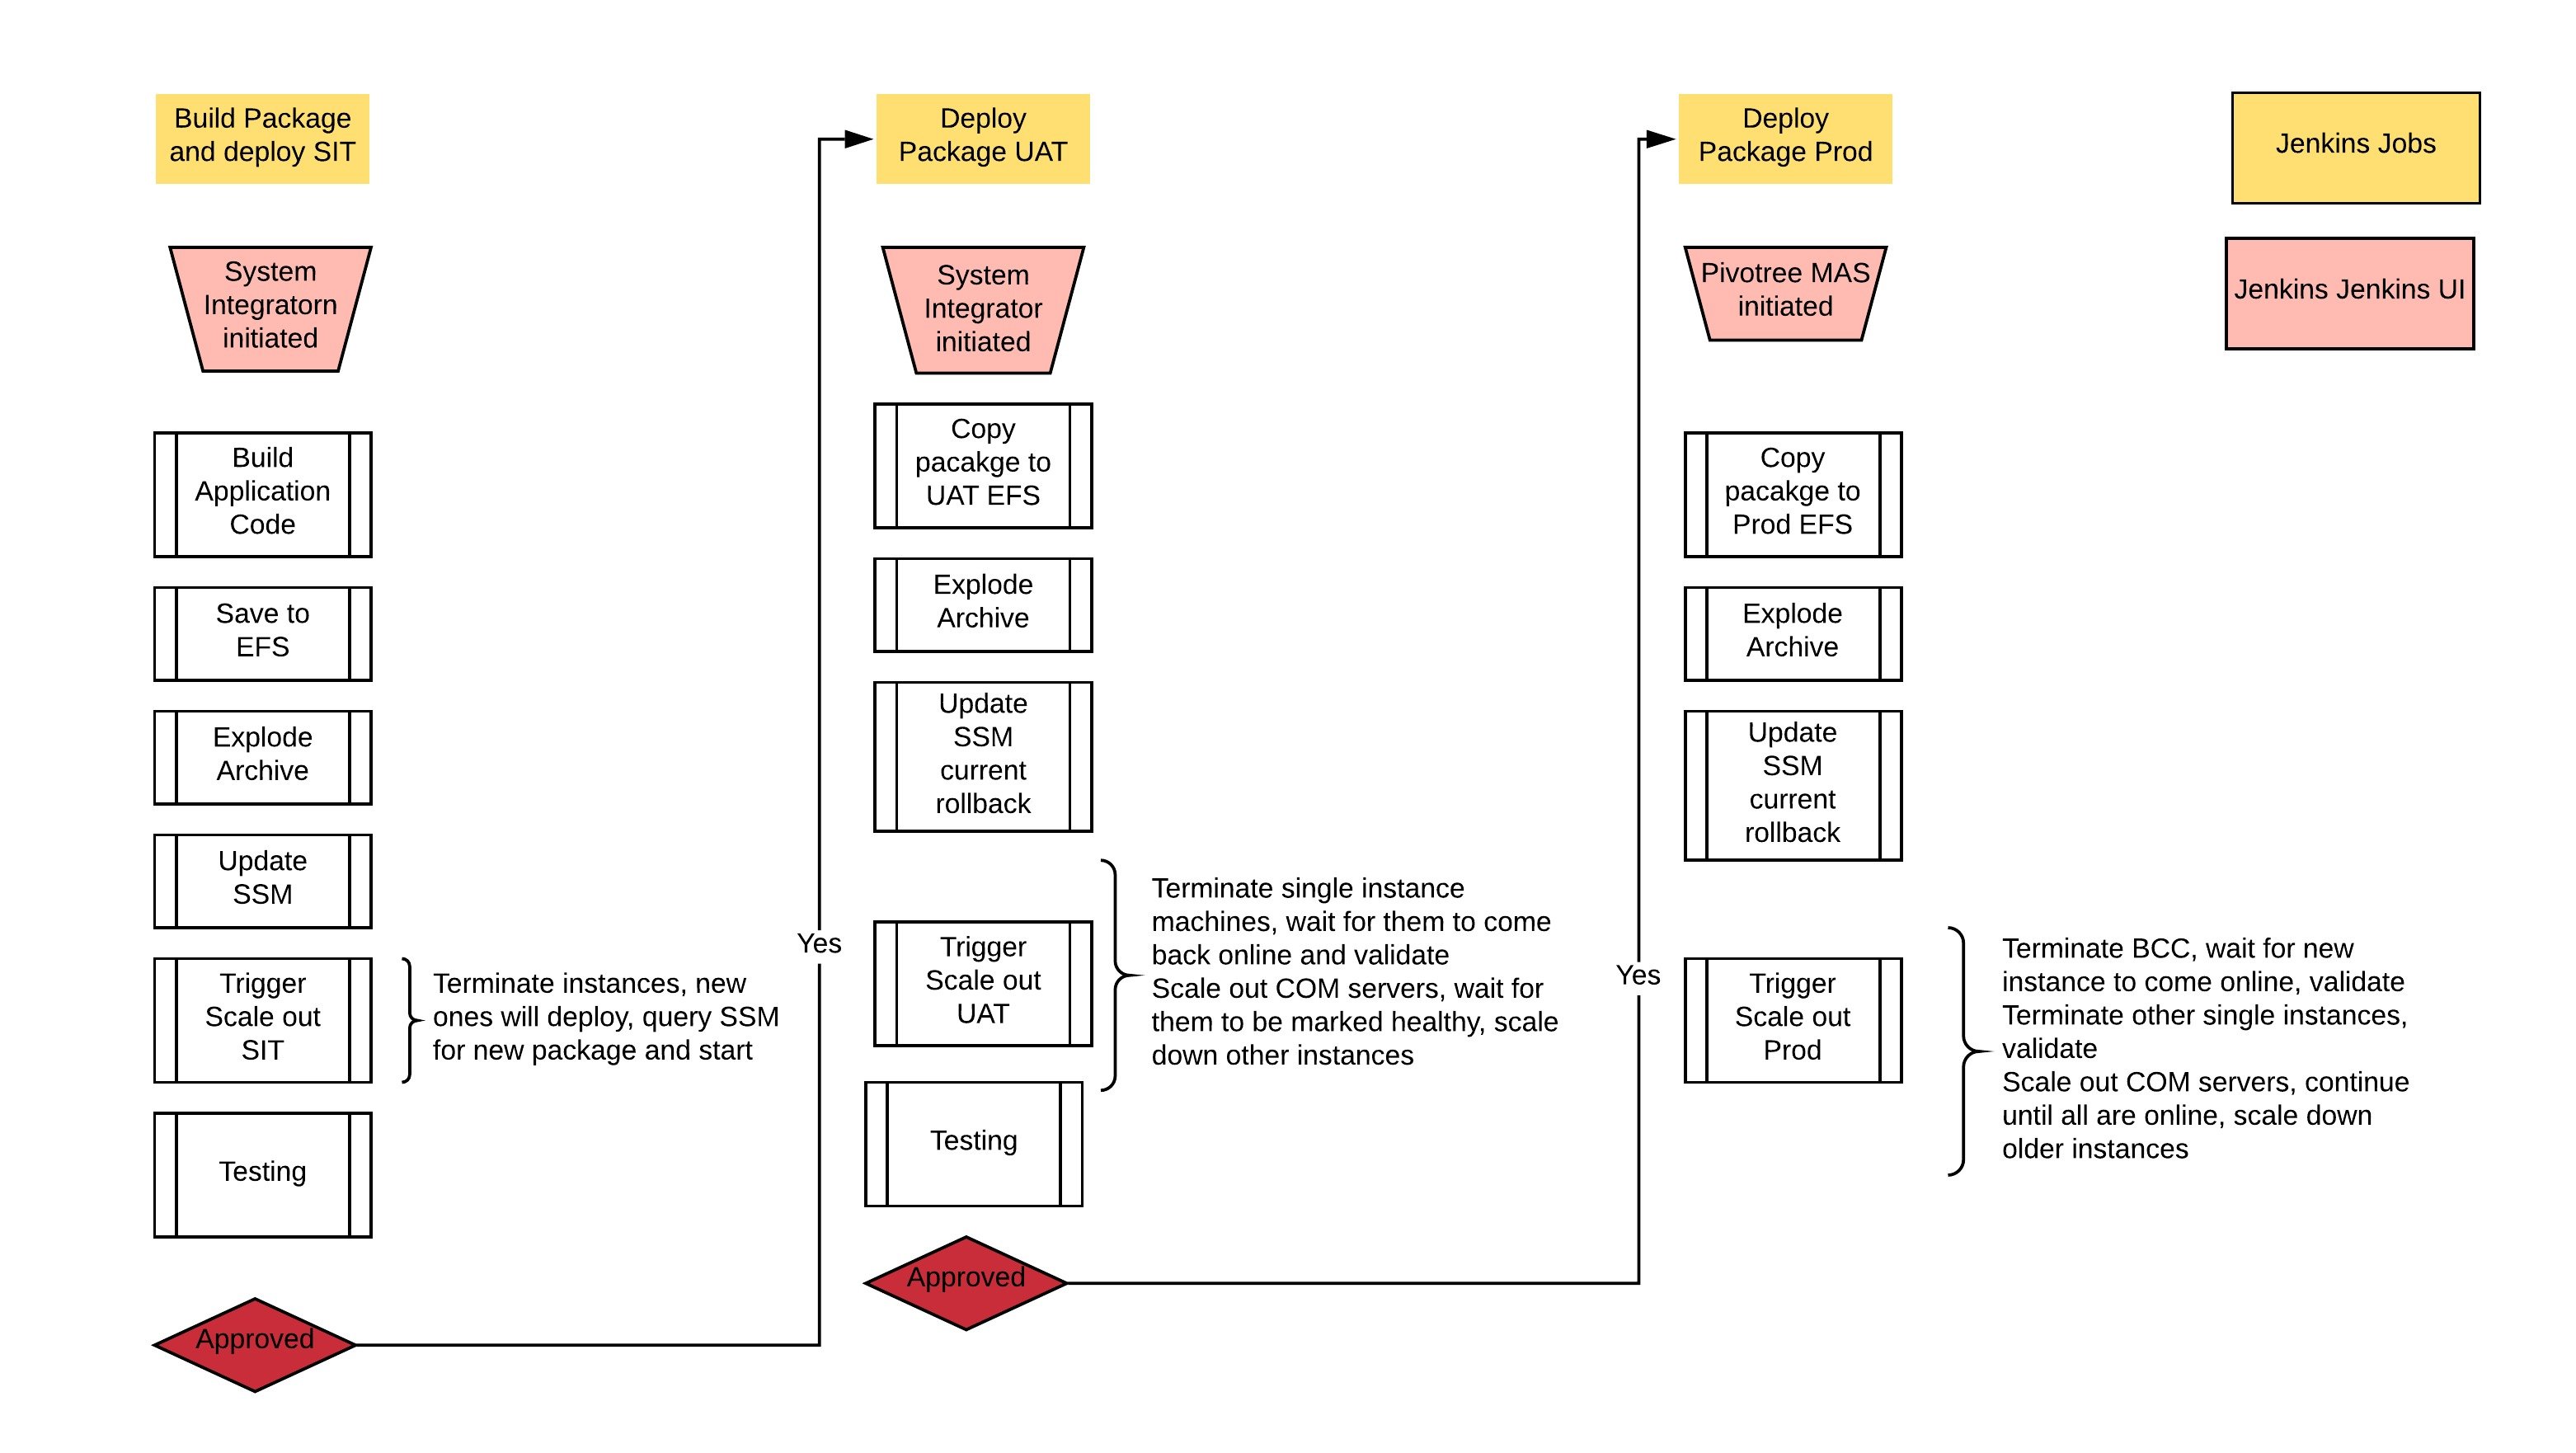 Build Package
and deploy SIT
System
Integratorn
initiated
Build
Application
Code
Save to
EFS
Explode
Archive
Update
SSM
Trigger
Scale out
SIT
Terminate instances, new
ones will deploy, query SSM
for new package and start
Testing
Approved
Yes
Deploy
Package UAT
System
Integrator
initiated
Copy
pacakge to
UAT EFS
Explode
Archive
Update
SSM
current
rollback
Trigger
Scale out
UAT
Terminate single instance
machines, wait for them to come
back online and validate
Scale out COM servers, wait for
them to be marked healthy, scale
down other instances
Testing
Approved
Yes
Deploy
Package Prod
Pivotree MAS
initiated
Copy
pacakge to
Prod EFS
Explode
Archive
Update
SSM
current
rollback
Trigger
Scale out
Prod
Terminate BCC, wait for new
instance to come online, validate
Terminate other single instances,
validate
Scale out COM servers, continue
until all are online, scale down
older instances
Jenkins Jobs
Jenkins Jenkins UI